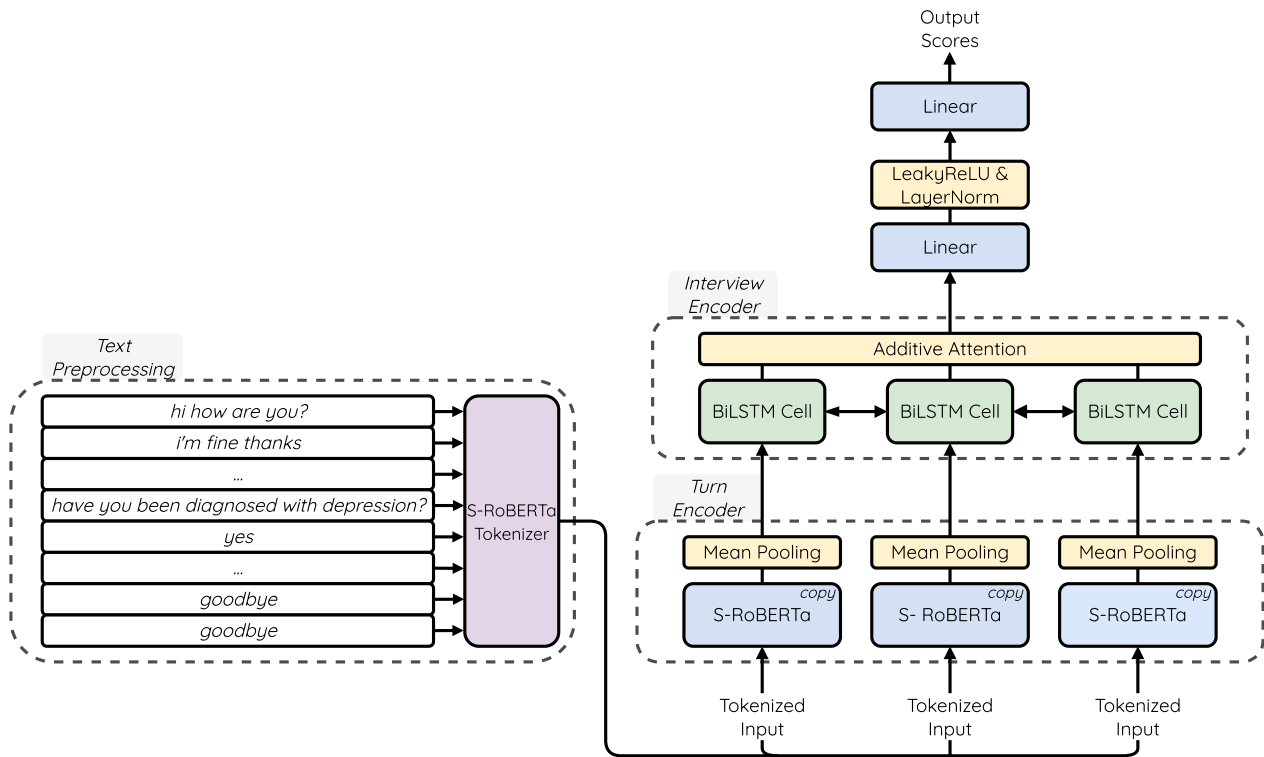 Output
Scores
Linear
LeakyReLU &
LayerNorm
Linear
Interview
Encoder
Additive Attention
BiLSTM Cell
BiLSTM Cell
BiLSTM Cell
Text
Preprocessing
hi how are you?
i'm fine thanks
...
have you been diagnosed with depression?
yes
...
goodbye
goodbye
S-RoBERTa
Tokenizer
Turn
Encoder
Mean Pooling
Mean Pooling
Mean Pooling
copy
S-RoBERTa
copy
S- RoBERTa
copy
S-RoBERTa
Tokenized
Input
Tokenized
Input
Tokenized
Input